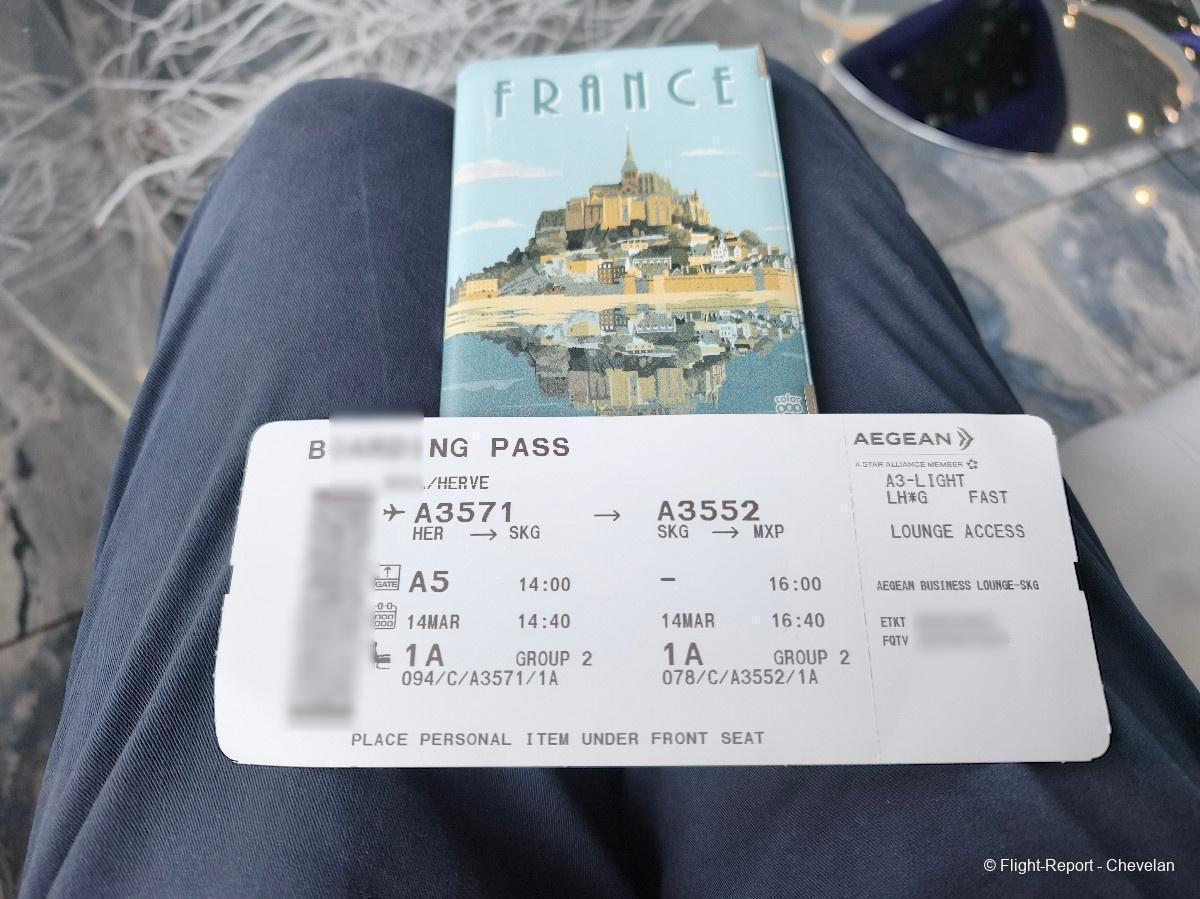 FRANCE
color
pop
NG PASS
/HERVE
A3571 → A3552
HER → SKG SKG → MXP
GATE A5 14:00 - 16:00
14MAR 14:40 14MAR 16:40
1A GROUP 2 1A GROUP 2
094/C/A3571/1A 078/C/A3552/1A
PLACE PERSONAL ITEM UNDER FRONT SEAT
AEGEAN
A STAR ALLIANCE MEMBER
A3-LIGHT
LH*G FAST
LOUNGE ACCESS
AEGEAN BUSINESS LOUNGE-SKG
ETKT
FQTV
© Flight-Report - Chevelan